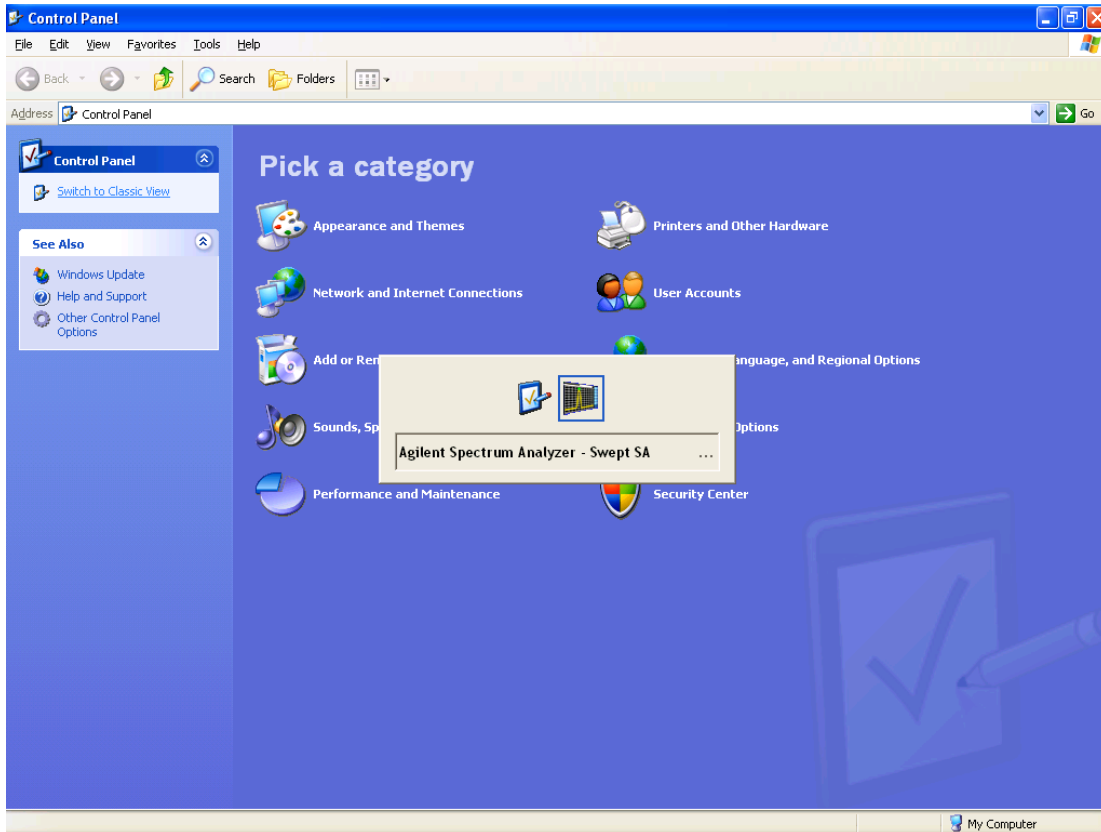 Control Panel
File Edit View Favorites Tools Help
Back Search Folders
Address Control Panel Go
Control Panel
Switch to Classic View
See Also
Windows Update
Help and Support
Other Control Panel
Options
Pick a category
Appearance and Themes
Printers and Other Hardware
Network and Internet Connections
User Accounts
Add or Ren
anguage, and Regional Options
Sounds, Sp
Options
Agilent Spectrum Analyzer - Swept SA ...
Performance and Maintenance
Security Center
My Computer